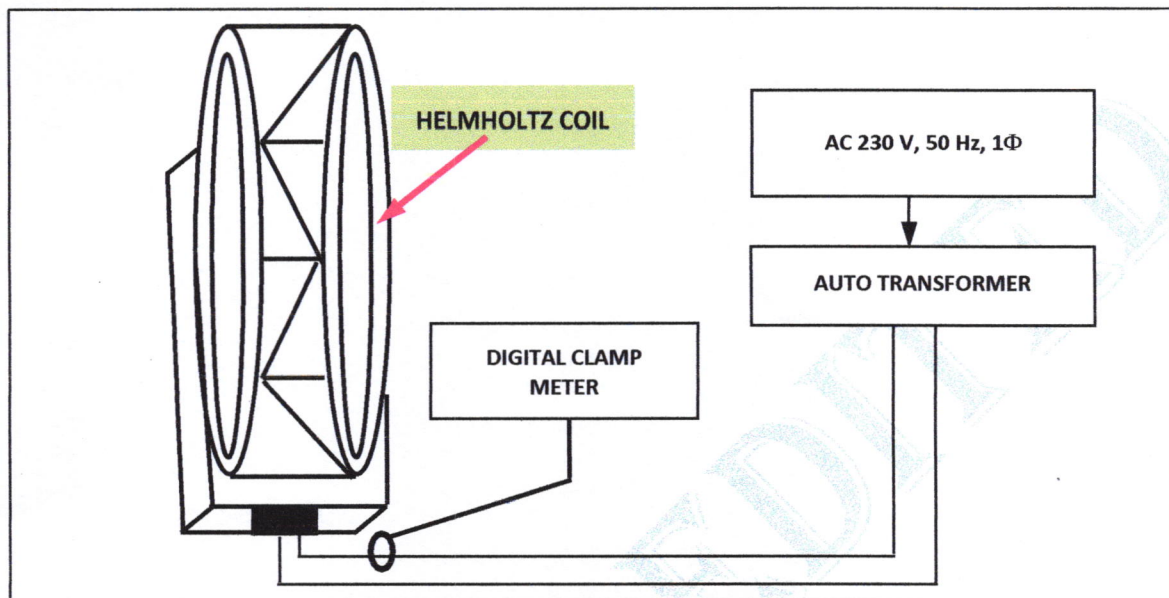 HELMHOLTZ COIL
AC 230 V, 50 Hz, 1Φ
AUTO TRANSFORMER
DIGITAL CLAMP
METER